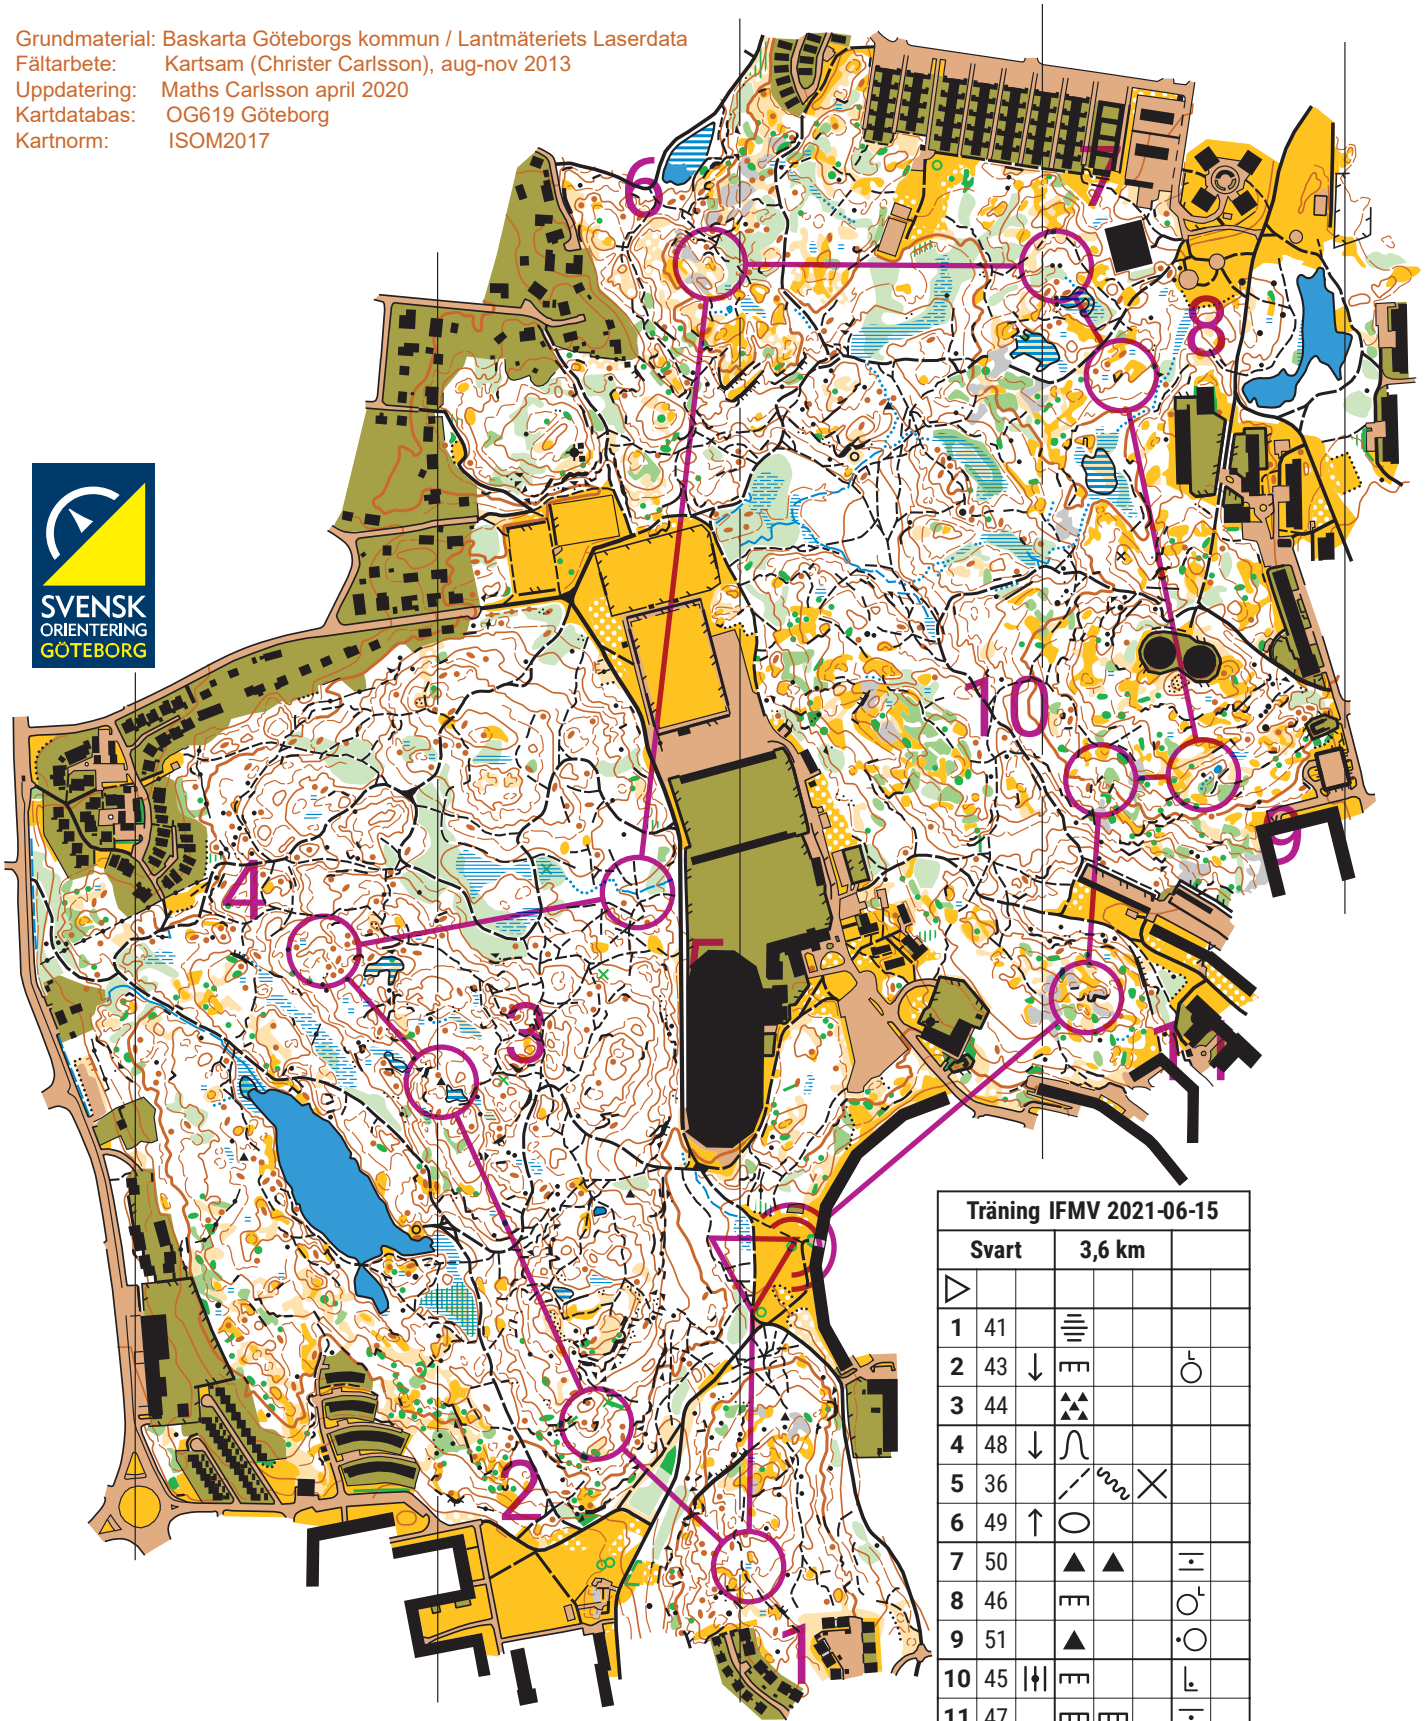 Grundmaterial: Baskarta Göteborgs kommun / Lantmäteriets Laserdata
Fältarbete: Kartsam (Christer Carlsson), aug-nov 2013
Uppdatering: Maths Carlsson april 2020
Kartdatabas: OG619 Göteborg
Kartnorm: ISOM2017
6
7
8
SVENSK
ORIENTERING
GÖTEBORG
10
9
4
5
3
11
2
1
Träning IFMV 2021-06-15
Svart 3,6 km
1 41
2 43
3 44
4 48
5 36
6 49
7 50
8 46
9 51
10 45
11 47